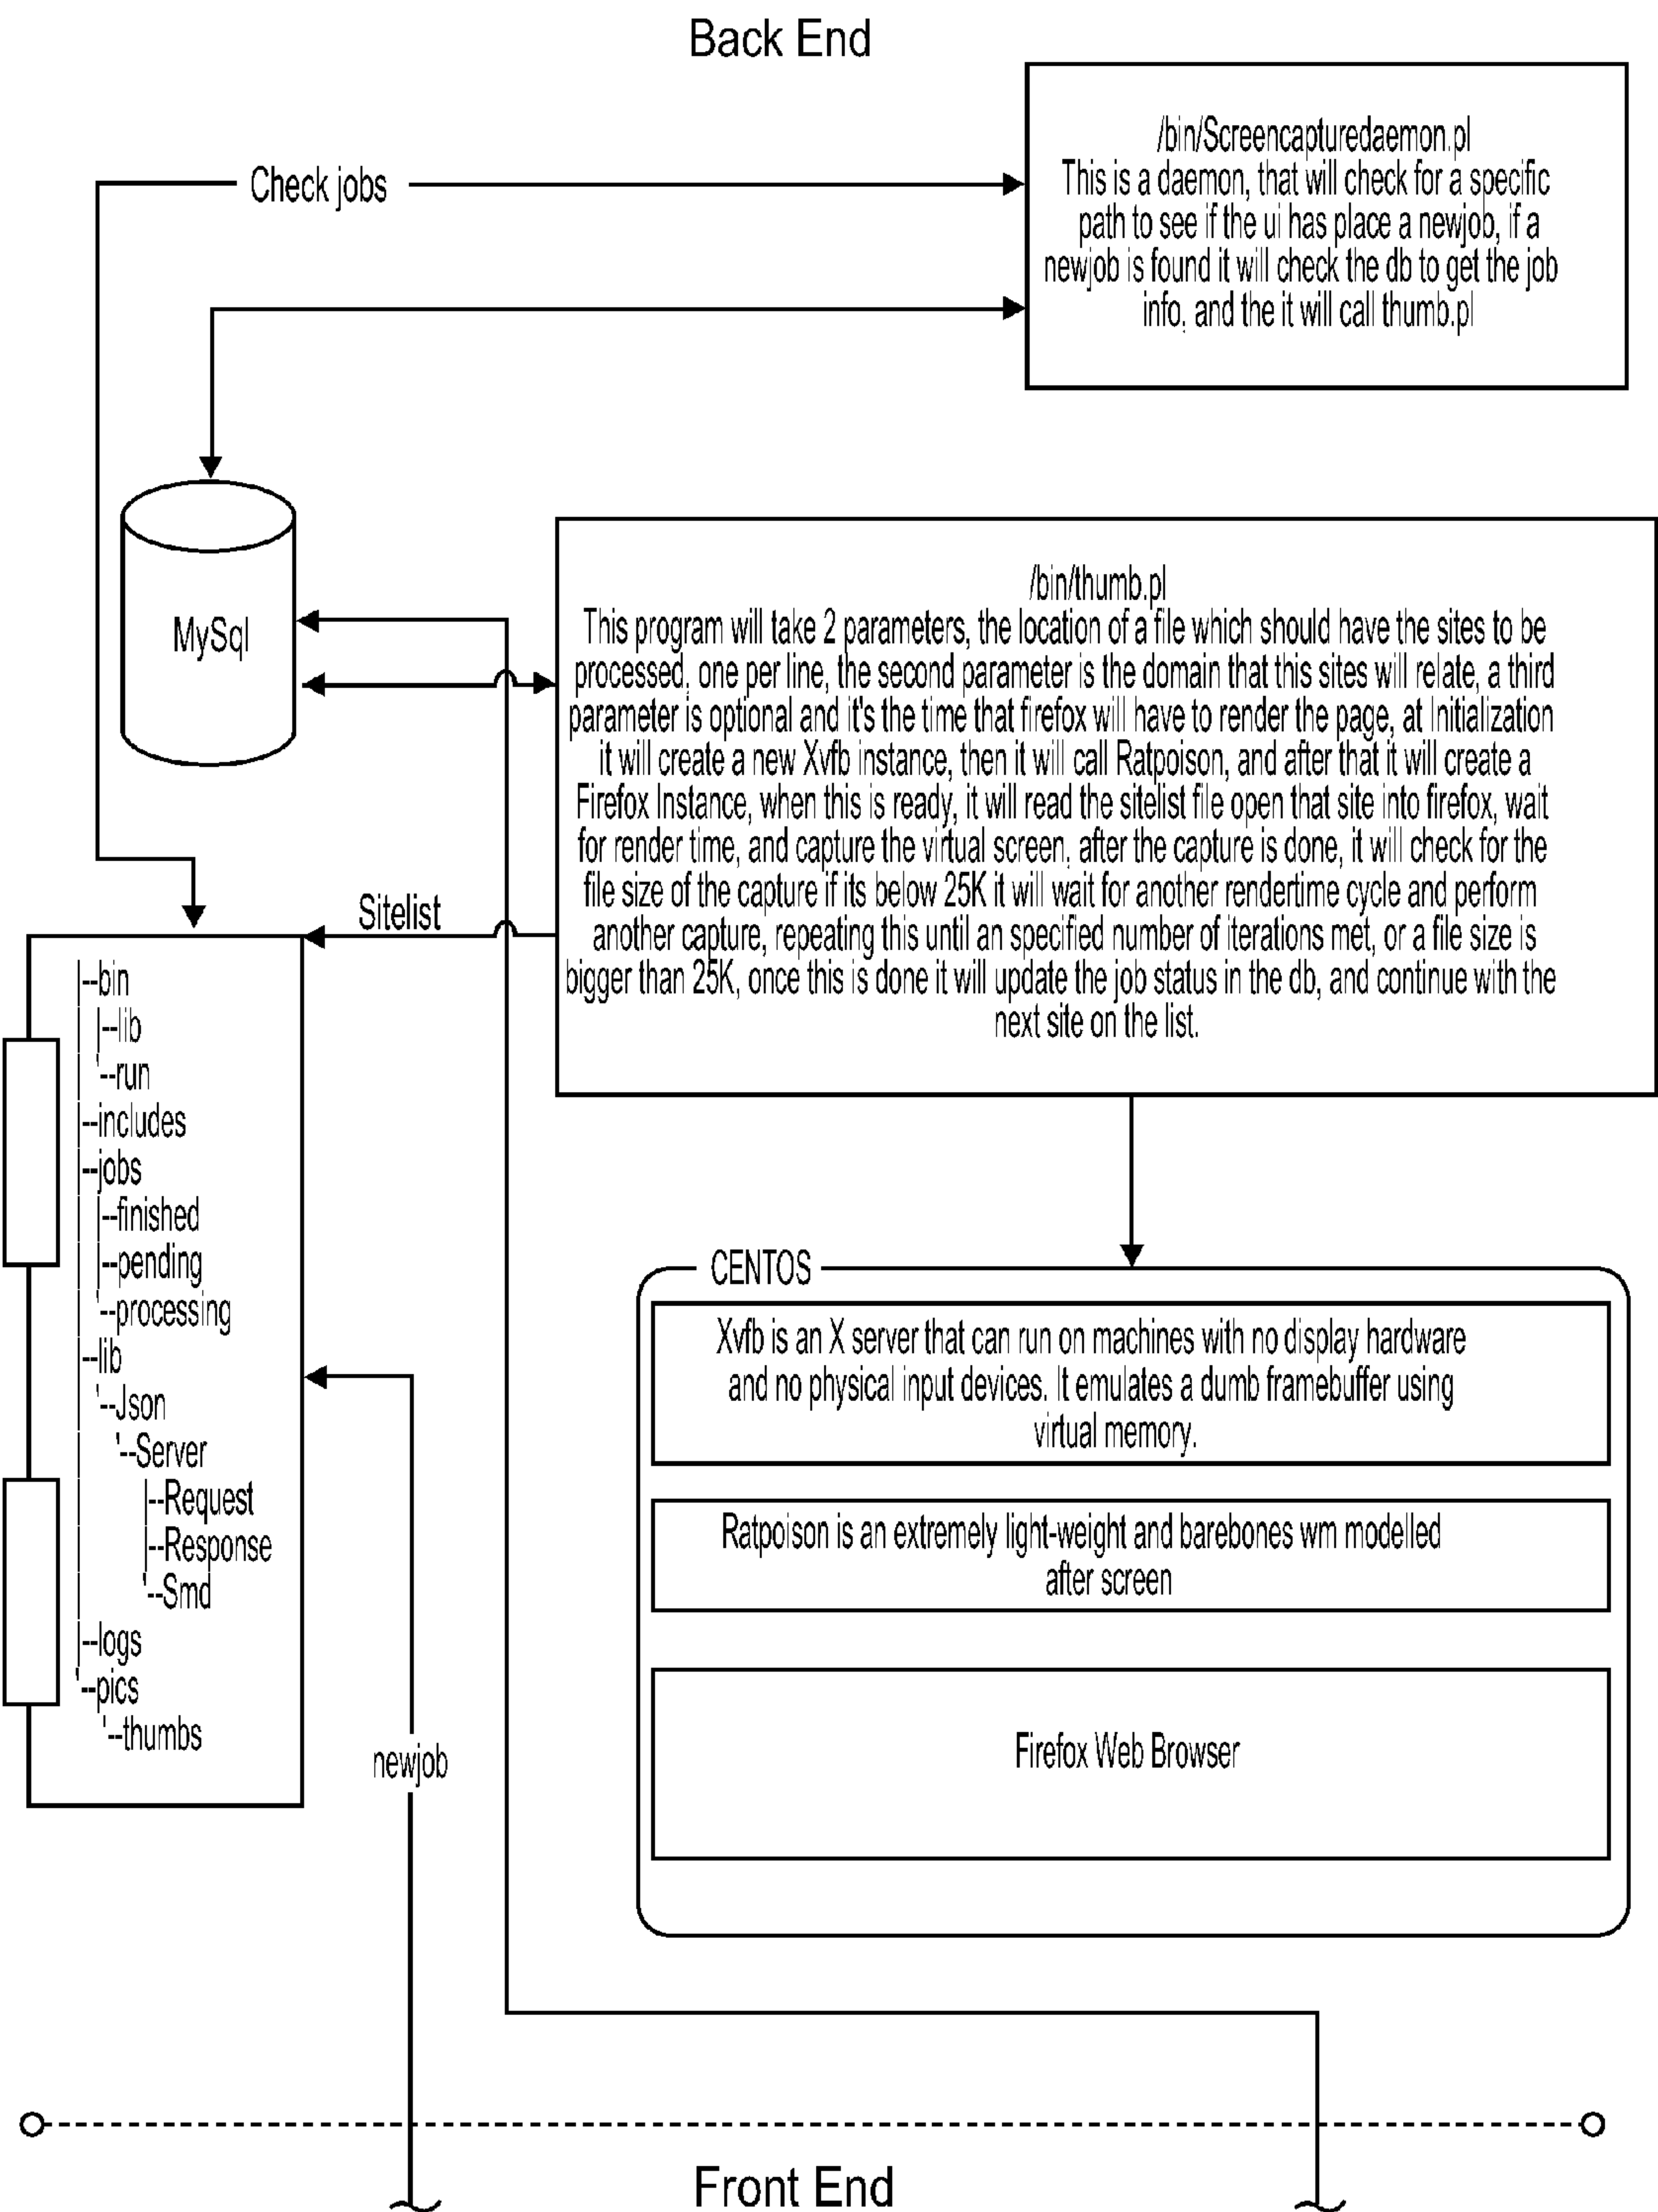 Back End
/bin/Screencapturedaemon.pl
This is a daemon, that will check for a specific
path to see if the ui has place a newjob, if a
newjob is found it will check the db to get the job
info, and the it will call thumb.pl
Check jobs
MySql
/bin/thumb.pl
This program will take 2 parameters, the location of a file which should have the sites to be
processed, one per line, the second parameter is the domain that this sites will relate, a third
parameter is optional and it's the time that firefox will have to render the page, at Initialization
it will create a new Xvfb instance, then it will call Ratpoison, and after that it will create a
Firefox Instance, when this is ready, it will read the sitelist file open that site into firefox, wait
for render time, and capture the virtual screen, after the capture is done, it will check for the
file size of the capture if its below 25K it will wait for another rendertime cycle and perform
another capture, repeating this until an specified number of iterations met, or a file size is
bigger than 25K, once this is done it will update the job status in the db, and continue with the
next site on the list.
Sitelist
|--bin
| |--lib
| '--run
|--includes
|--jobs
| |--finished
| |--pending
| '--processing
|--lib
| '--Json
|   '--Server
|     |--Request
|     |--Response
|     '--Smd
|--logs
'--pics
  '--thumbs
newjob
CENTOS
Xvfb is an X server that can run on machines with no display hardware
and no physical input devices. It emulates a dumb framebuffer using
virtual memory.
Ratpoison is an extremely light-weight and barebones wm modelled
after screen
Firefox Web Browser
Front End